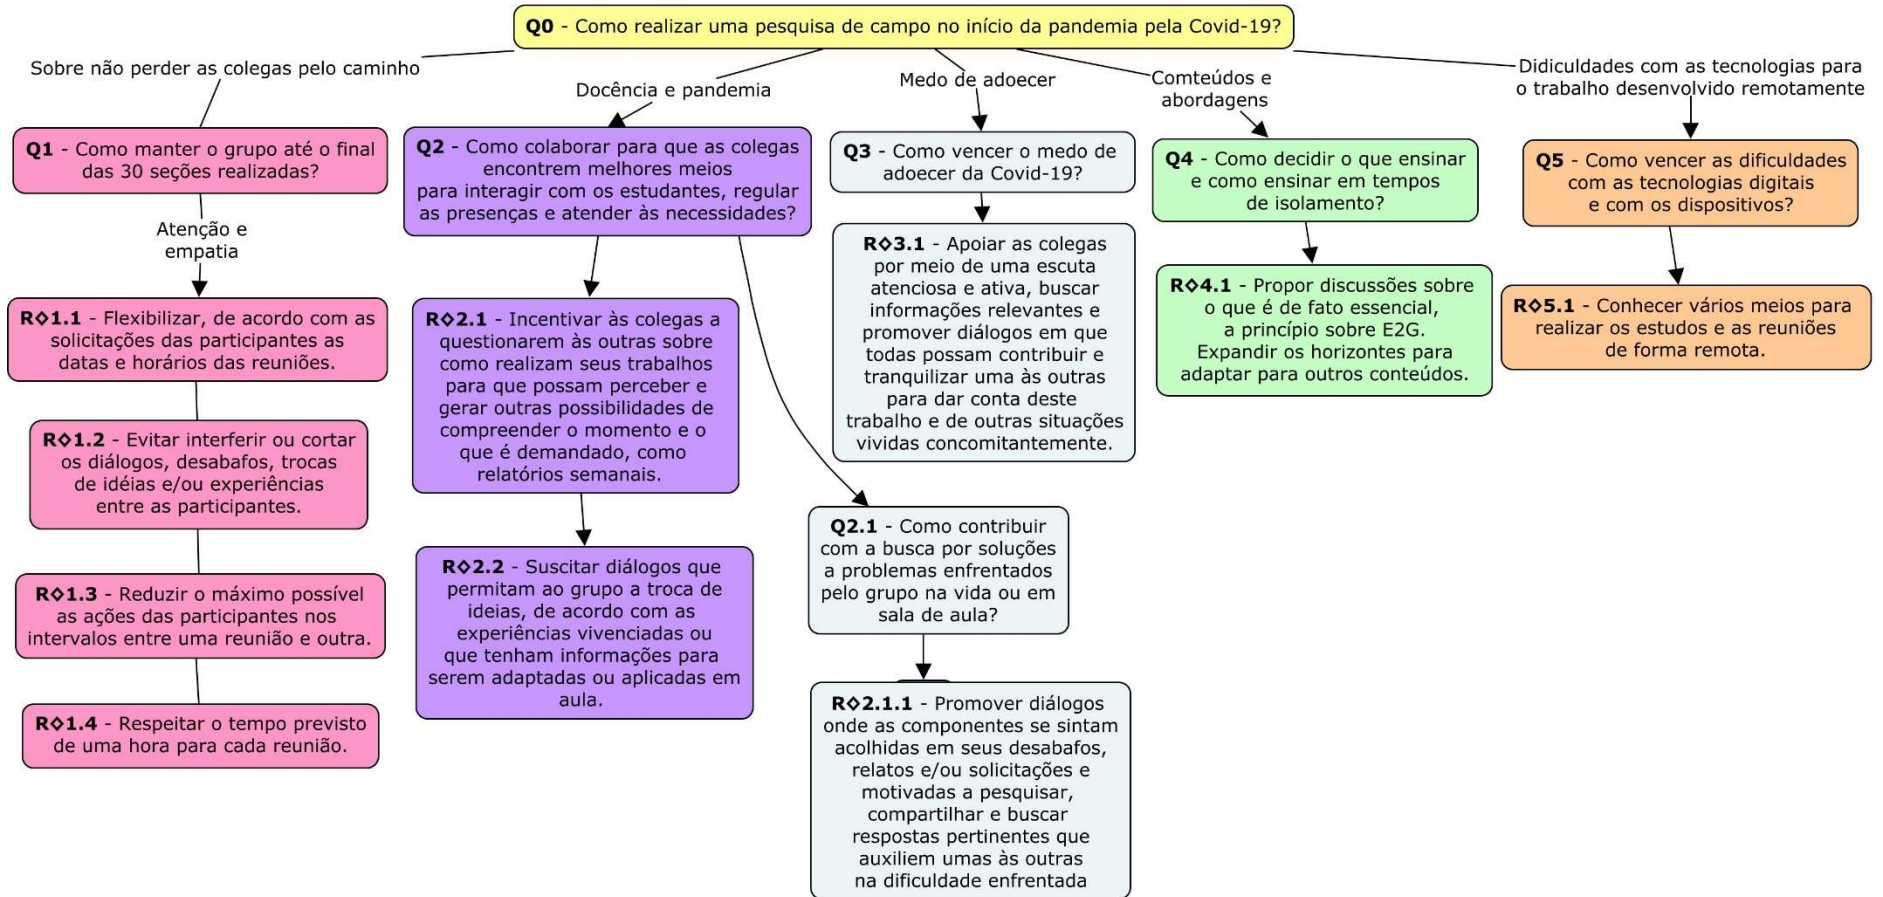 Q0 - Como realizar uma pesquisa de campo no início da pandemia pela Covid-19?
Sobre não perder as colegas pelo caminho
Docência e pandemia
Medo de adoecer
Comteúdos e
abordagens
Didiculdades com as tecnologias para
o trabalho desenvolvido remotamente
Q1 - Como manter o grupo até o final
das 30 seções realizadas?
Atenção e
empatia
R◊1.1 - Flexibilizar, de acordo com as
solicitações das participantes as
datas e horários das reuniões.
R◊1.2 - Evitar interferir ou cortar
os diálogos, desabafos, trocas
de idéias e/ou experiências
entre as participantes.
R◊1.3 - Reduzir o máximo possível
as ações das participantes nos
intervalos entre uma reunião e outra.
R◊1.4 - Respeitar o tempo previsto
de uma hora para cada reunião.
Q2 - Como colaborar para que as colegas
encontrem melhores meios
para interagir com os estudantes, regular
as presenças e atender às necessidades?
R◊2.1 - Incentivar às colegas a
questionarem às outras sobre
como realizam seus trabalhos
para que possam perceber e
gerar outras possibilidades de
compreender o momento e o
que é demandado, como
relatórios semanais.
R◊2.2 - Suscitar diálogos que
permitam ao grupo a troca de
ideias, de acordo com as
experiências vivenciadas ou
que tenham informações para
serem adaptadas ou aplicadas em
aula.
Q3 - Como vencer o medo de
adoecer da Covid-19?
R◊3.1 - Apoiar as colegas
por meio de uma escuta
atenciosa e ativa, buscar
informações relevantes e
promover diálogos em que
todas possam contribuir e
tranquilizar uma às outras
para dar conta deste
trabalho e de outras situações
vividas concomitantemente.
Q2.1 - Como contribuir
com a busca por soluções
a problemas enfrentados
pelo grupo na vida ou em
sala de aula?
R◊2.1.1 - Promover diálogos
onde as componentes se sintam
acolhidas em seus desabafos,
relatos e/ou solicitações e
motivadas a pesquisar,
compartilhar e buscar
respostas pertinentes que
auxiliem umas às outras
na dificuldade enfrentada
Q4 - Como decidir o que ensinar
e como ensinar em tempos
de isolamento?
R◊4.1 - Propor discussões sobre
o que é de fato essencial,
a princípio sobre E2G.
Expandir os horizontes para
adaptar para outros conteúdos.
Q5 - Como vencer as dificuldades
com as tecnologias digitais
e com os dispositivos?
R◊5.1 - Conhecer vários meios para
realizar os estudos e as reuniões
de forma remota.